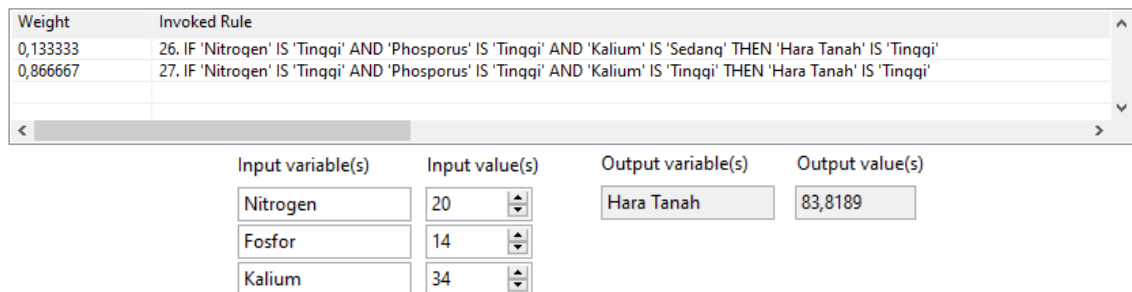 Weight Invoked Rule
0,133333 26. IF 'Nitrogen' IS 'Tinggi' AND 'Phosporus' IS 'Tinggi' AND 'Kalium' IS 'Sedang' THEN 'Hara Tanah' IS 'Tinggi'
0,866667 27. IF 'Nitrogen' IS 'Tinggi' AND 'Phosporus' IS 'Tinggi' AND 'Kalium' IS 'Tinggi' THEN 'Hara Tanah' IS 'Tinggi'
Input variable(s) Input value(s) Output variable(s) Output value(s)
Nitrogen 20 Hara Tanah 83,8189
Fosfor 14
Kalium 34